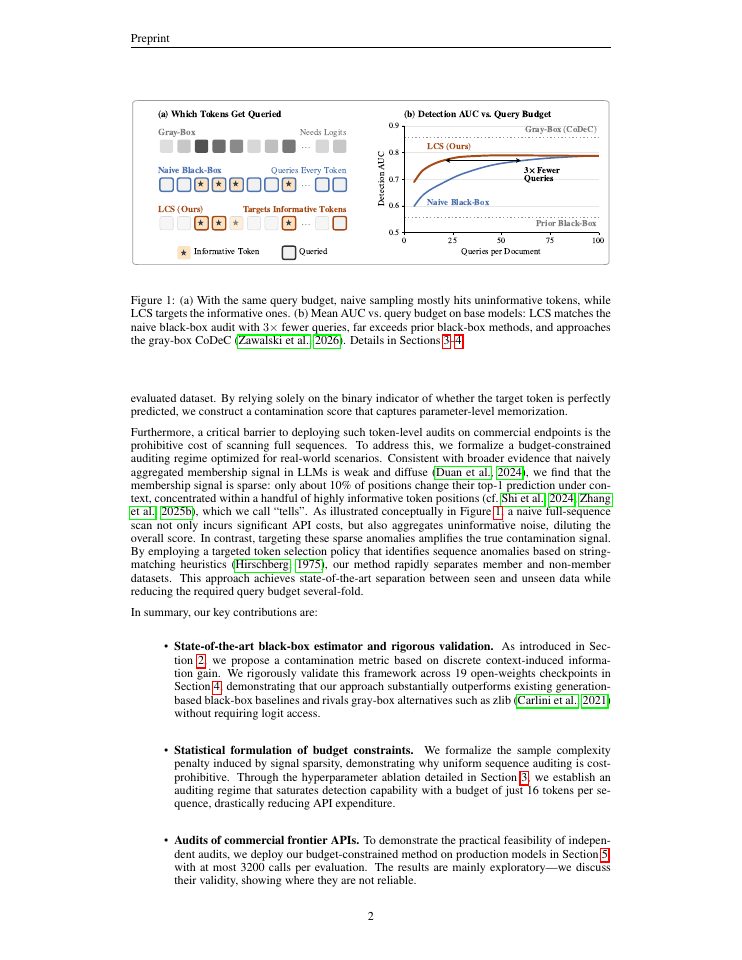 Preprint
(a) Which Tokens Get Queried
Gray-Box Needs Logits
...
Naive Black-Box Queries Every Token
★ ★ ★ ★ ...
LCS (Ours) Targets Informative Tokens
★ ★ ★ ★ ...
★ Informative Token Queried
(b) Detection AUC vs. Query Budget
0.9
0.8
0.7
0.6
0.5
Detection AUC
Gray-Box (CoDeC)
LCS (Ours)
3× Fewer
Queries
Naive Black-Box
Prior Black-Box
0 25 50 75 100
Queries per Document
Figure 1: (a) With the same query budget, naive sampling mostly hits uninformative tokens, while
LCS targets the informative ones. (b) Mean AUC vs. query budget on base models: LCS matches the
naive black-box audit with 3× fewer queries, far exceeds prior black-box methods, and approaches
the gray-box CoDeC (Zawalski et al., 2026). Details in Sections 3–4.
evaluated dataset. By relying solely on the binary indicator of whether the target token is perfectly
predicted, we construct a contamination score that captures parameter-level memorization.
Furthermore, a critical barrier to deploying such token-level audits on commercial endpoints is the
prohibitive cost of scanning full sequences. To address this, we formalize a budget-constrained
auditing regime optimized for real-world scenarios. Consistent with broader evidence that naively
aggregated membership signal in LLMs is weak and diffuse (Duan et al., 2024), we find that the
membership signal is sparse: only about 10% of positions change their top-1 prediction under con-
text, concentrated within a handful of highly informative token positions (cf. Shi et al., 2024; Zhang
et al., 2025b), which we call “tells”. As illustrated conceptually in Figure 1, a naive full-sequence
scan not only incurs significant API costs, but also aggregates uninformative noise, diluting the
overall score. In contrast, targeting these sparse anomalies amplifies the true contamination signal.
By employing a targeted token selection policy that identifies sequence anomalies based on string-
matching heuristics (Hirschberg, 1975), our method rapidly separates member and non-member
datasets. This approach achieves state-of-the-art separation between seen and unseen data while
reducing the required query budget several-fold.
In summary, our key contributions are:
• State-of-the-art black-box estimator and rigorous validation. As introduced in Sec-
tion 2, we propose a contamination metric based on discrete context-induced informa-
tion gain. We rigorously validate this framework across 19 open-weights checkpoints in
Section 4, demonstrating that our approach substantially outperforms existing generation-
based black-box baselines and rivals gray-box alternatives such as zlib (Carlini et al., 2021)
without requiring logit access.
• Statistical formulation of budget constraints. We formalize the sample complexity
penalty induced by signal sparsity, demonstrating why uniform sequence auditing is cost-
prohibitive. Through the hyperparameter ablation detailed in Section 3, we establish an
auditing regime that saturates detection capability with a budget of just 16 tokens per se-
quence, drastically reducing API expenditure.
• Audits of commercial frontier APIs. To demonstrate the practical feasibility of indepen-
dent audits, we deploy our budget-constrained method on production models in Section 5,
with at most 3200 calls per evaluation. The results are mainly exploratory—we discuss
their validity, showing where they are not reliable.
2